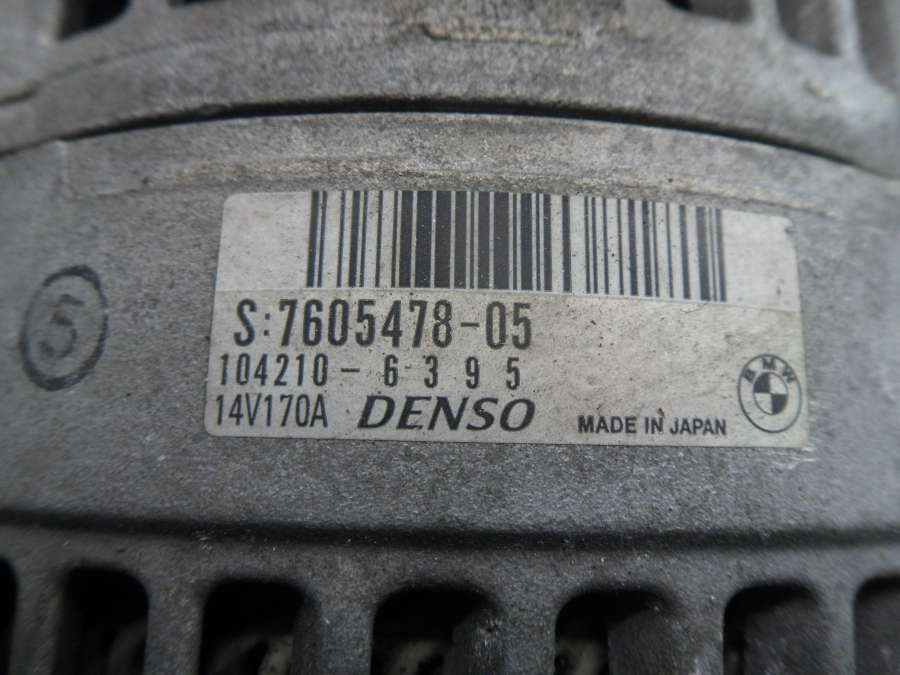 S:7605478-05
104210-6395
14V170A DENSO MADE IN JAPAN
BMW
5